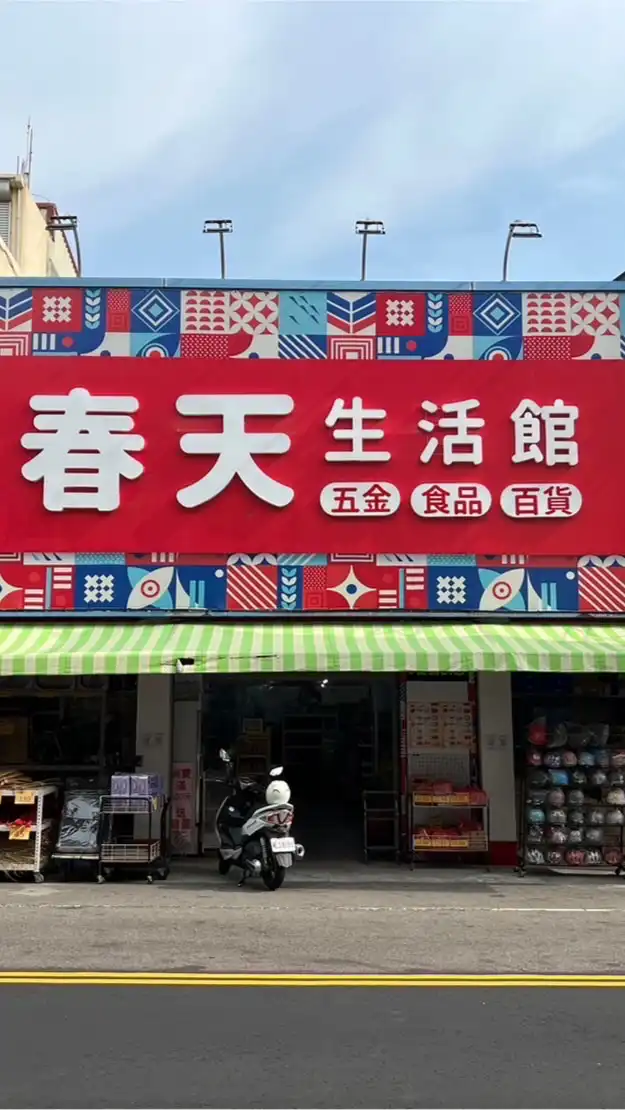 春天生活館
五金 食品 百貨